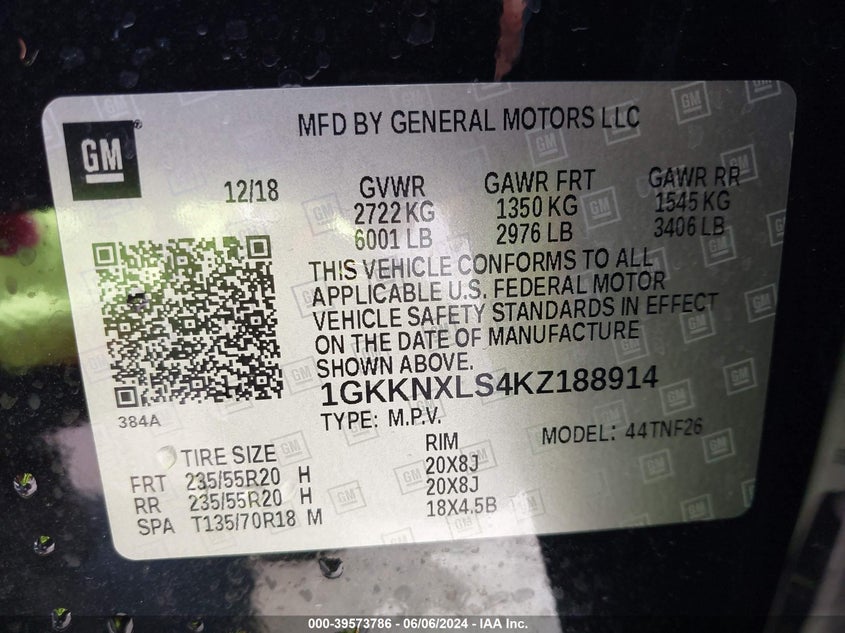 MFD BY GENERAL MOTORS LLC
GM
12/18 GVWR GAWR FRT GAWR RR
2722 KG 1350 KG 1545 KG
6001 LB 2976 LB 3406 LB
THIS VEHICLE CONFORMS TO ALL
APPLICABLE U.S. FEDERAL MOTOR
VEHICLE SAFETY STANDARDS IN EFFECT
ON THE DATE OF MANUFACTURE
SHOWN ABOVE.
1GKKNXLS4KZ188914
384A
TYPE: M.P.V. MODEL: 44TNF26
TIRE SIZE RIM
FRT 235/55R20 H 20X8J
RR 235/55R20 H 20X8J
SPA T135/70R18 M 18X4.5B
000-39573786 - 06/06/2024 - IAA Inc.